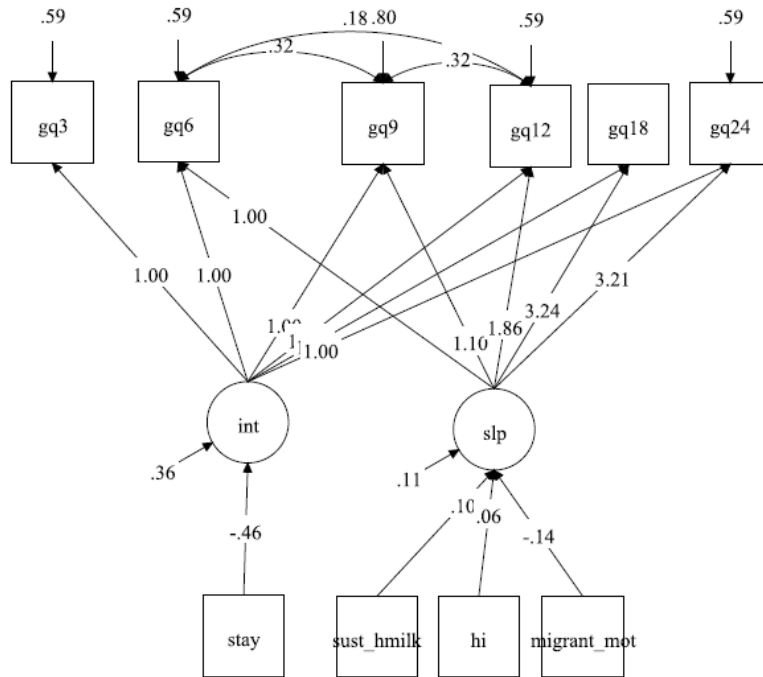 .59 .59 .18 .80 .59 .59
.32 .32
gq3 gq6 gq9 gq12 gq18 gq24
1.00
1.00 1.00 3.21
3.24
1.86
1.00 1.10
int slp
.36 .11
.10 .06
-.46 -.14
stay sust_hmilk hi migrant_mot